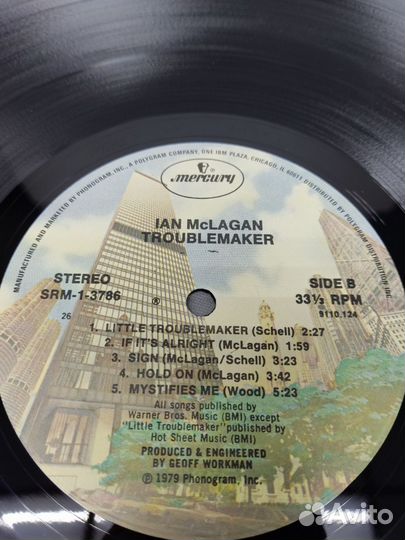 MANUFACTURED AND MARKETED BY PHONOGRAM, INC., A POLYGRAM COMPANY, ONE IBM PLAZA, CHICAGO, IL 60611 DISTRIBUTED BY POLYGRAM DISTRIBUTION INC.
mercury
IAN McLAGAN
TROUBLEMAKER
STEREO SIDE B
SRM-1-3786 ℗ 33⅓ RPM
26 9110.124
1. LITTLE TROUBLEMAKER (Schell) 2:27
2. IF IT'S ALRIGHT (McLagan) 1:59
3. SIGN (McLagan/Schell) 3:23
4. HOLD ON (McLagan) 3:42
5. MYSTIFIES ME (Wood) 5:23
All songs published by
Warner Bros. Music (BMI) except
"Little Troublemaker" published by
Hot Sheet Music (BMI)
PRODUCED & ENGINEERED
BY GEOFF WORKMAN
℗ 1979 Phonogram, Inc.
Avito